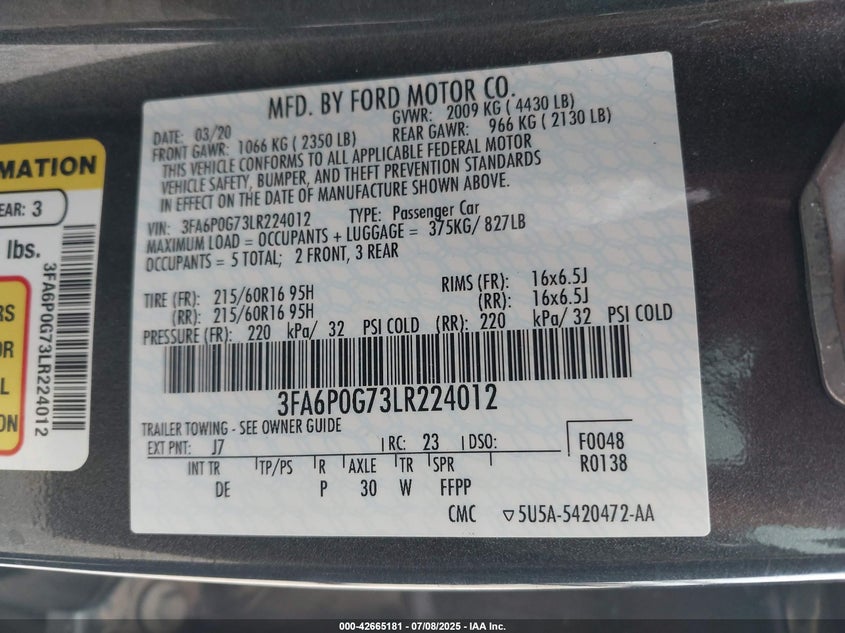 MATION
EAR: 3
lbs.
RS
OR
L
ON
3FA6P0G73LR224012
MFD. BY FORD MOTOR CO.
DATE: 03/20 GVWR: 2009 KG ( 4430 LB)
FRONT GAWR: 1066 KG ( 2350 LB) REAR GAWR: 966 KG ( 2130 LB)
THIS VEHICLE CONFORMS TO ALL APPLICABLE FEDERAL MOTOR
VEHICLE SAFETY, BUMPER, AND THEFT PREVENTION STANDARDS
IN EFFECT ON THE DATE OF MANUFACTURE SHOWN ABOVE.
VIN: 3FA6P0G73LR224012 TYPE: Passenger Car
MAXIMUM LOAD = OCCUPANTS + LUGGAGE = 375KG/ 827LB
OCCUPANTS = 5 TOTAL; 2 FRONT, 3 REAR
TIRE (FR): 215/60R16 95H RIMS (FR): 16x6.5J
(RR): 215/60R16 95H (RR): 16x6.5J
PRESSURE (FR): 220 kPa/ 32 PSI COLD (RR): 220 kPa/ 32 PSI COLD
3FA6P0G73LR224012
TRAILER TOWING - SEE OWNER GUIDE
EXT PNT: J7 RC: 23 DSO: F0048
R0138
INT TR TP/PS R AXLE TR SPR
DE P 30 W FFPP
CMC ▽5U5A-5420472-AA
000-42665181 | 07/08/2025 - IAA Inc.